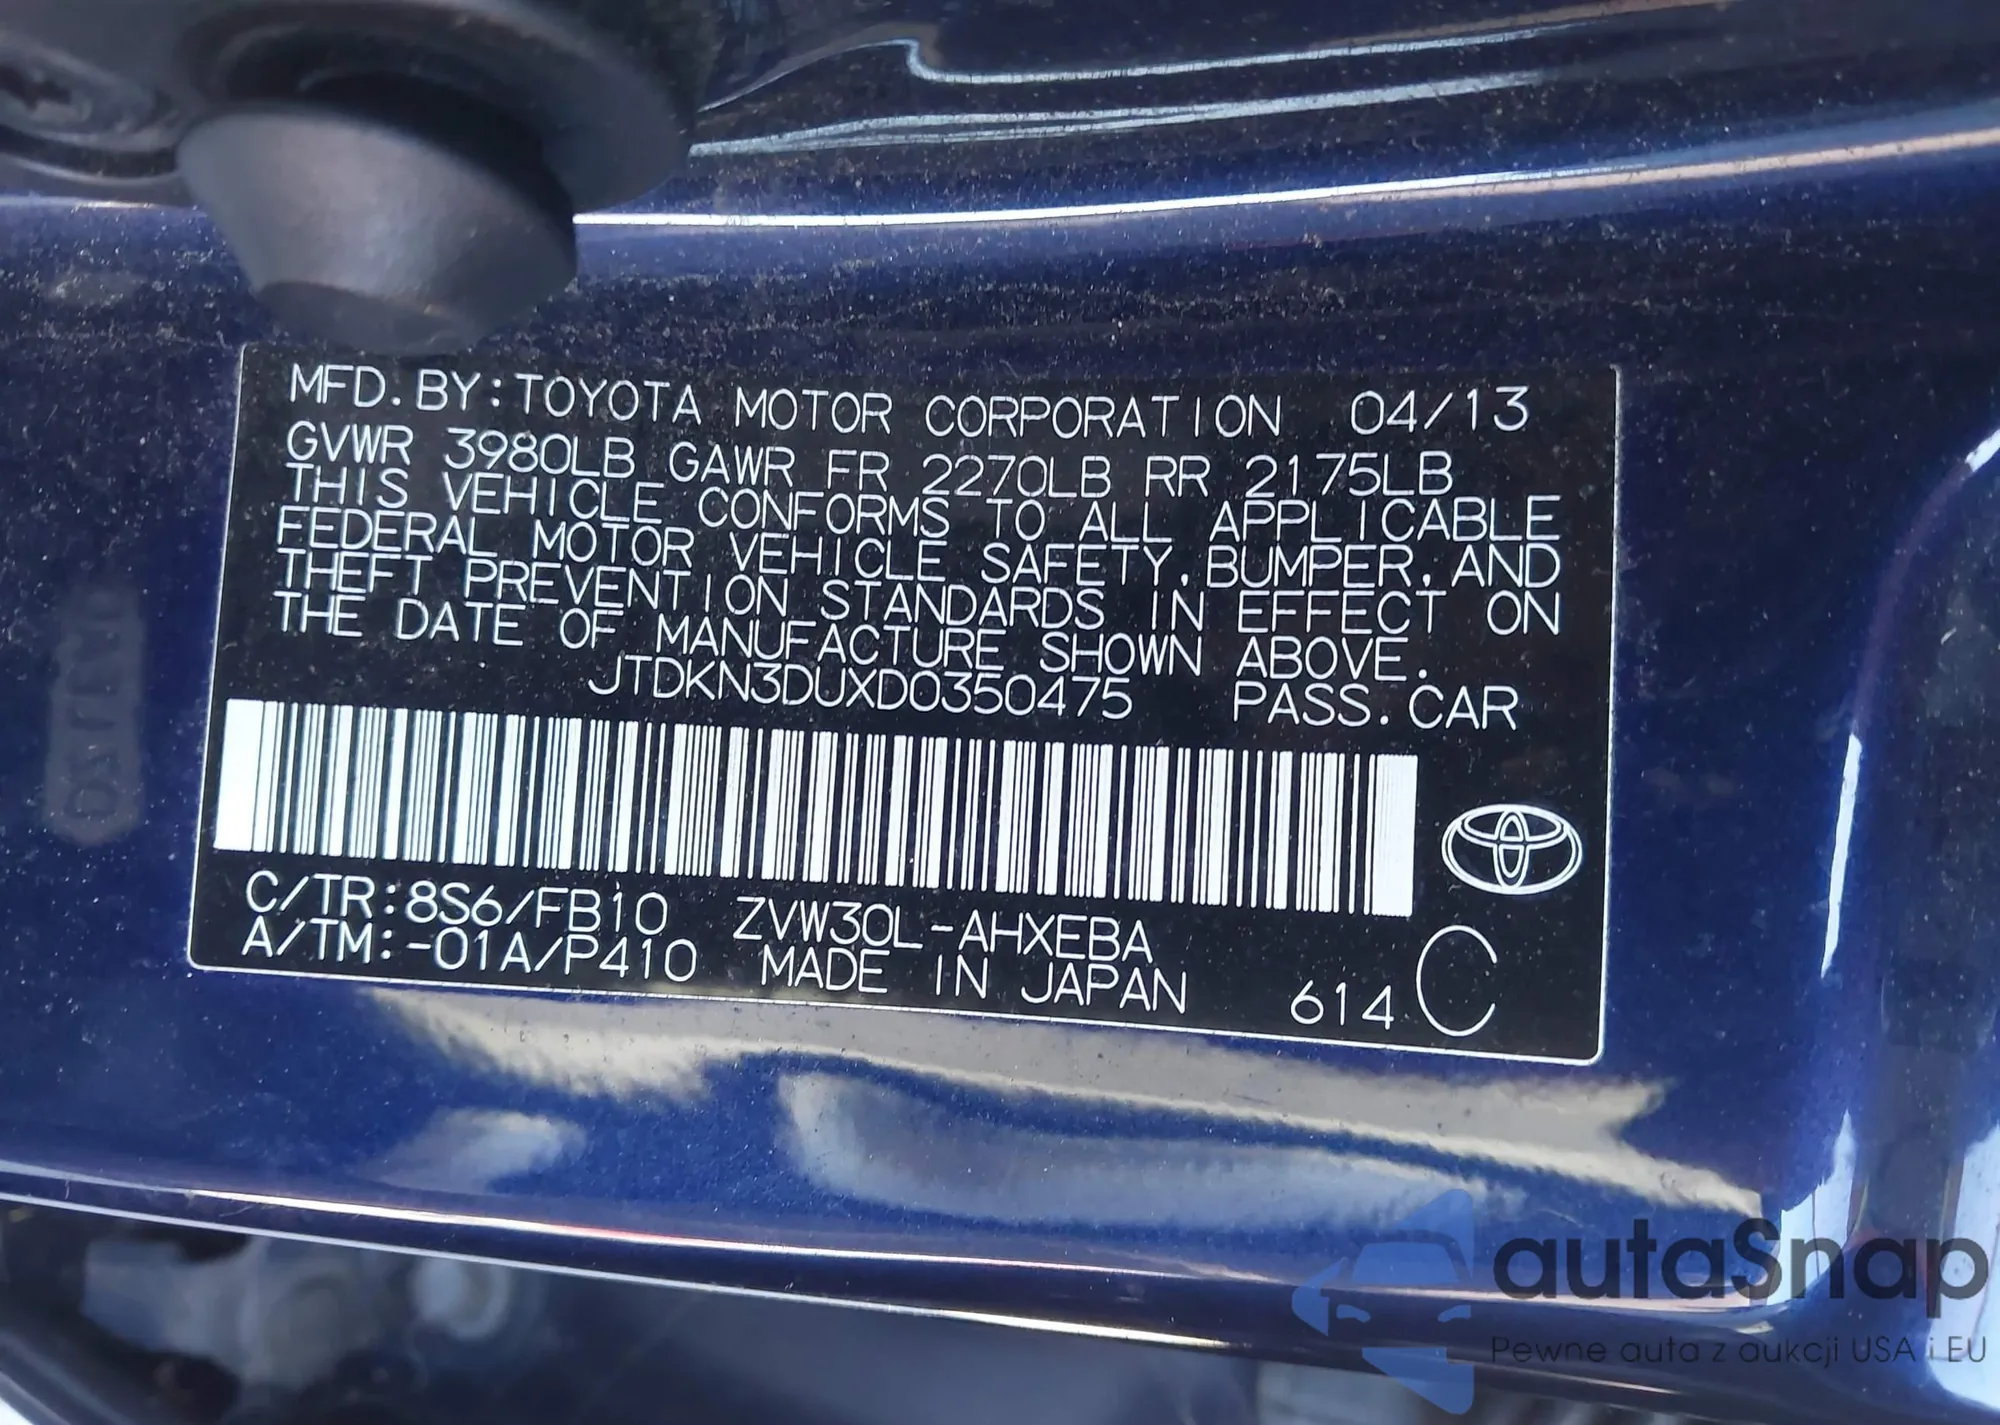 MFD. BY: TOYOTA MOTOR CORPORATION 04/13
GVWR 3980LB GAWR FR 2270LB RR 2175LB
THIS VEHICLE CONFORMS TO ALL APPLICABLE
FEDERAL MOTOR VEHICLE SAFETY, BUMPER, AND
THEFT PREVENTION STANDARDS IN EFFECT ON
THE DATE OF MANUFACTURE SHOWN ABOVE.
JTDKN3DUXD0350475 PASS. CAR
C/TR:8S6/FB10 ZVW30L-AHXEBA
A/TM:-01A/P410 MADE IN JAPAN 614 C
autaSnap
Pewne auta z aukcji USA i EU